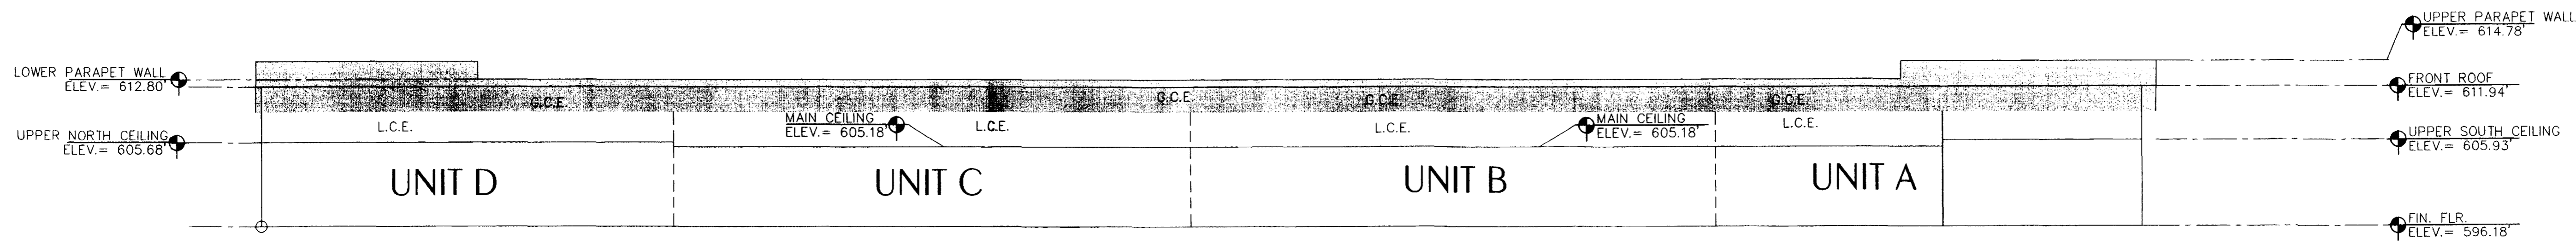 UPPER PARAPET WALL
ELEV.= 614.78'
LOWER PARAPET WALL
ELEV.= 612.80'
FRONT ROOF
ELEV.= 611.94'
G.C.E.
G.C.E.
G.C.E.
G.C.E.
L.C.E.
MAIN CEILING
ELEV.= 605.18'
L.C.E.
L.C.E.
MAIN CEILING
ELEV.= 605.18'
L.C.E.
UPPER NORTH CEILING
ELEV.= 605.68'
UPPER SOUTH CEILING
ELEV.= 605.93'
UNIT D
UNIT C
UNIT B
UNIT A
FIN. FLR.
ELEV.= 596.18'